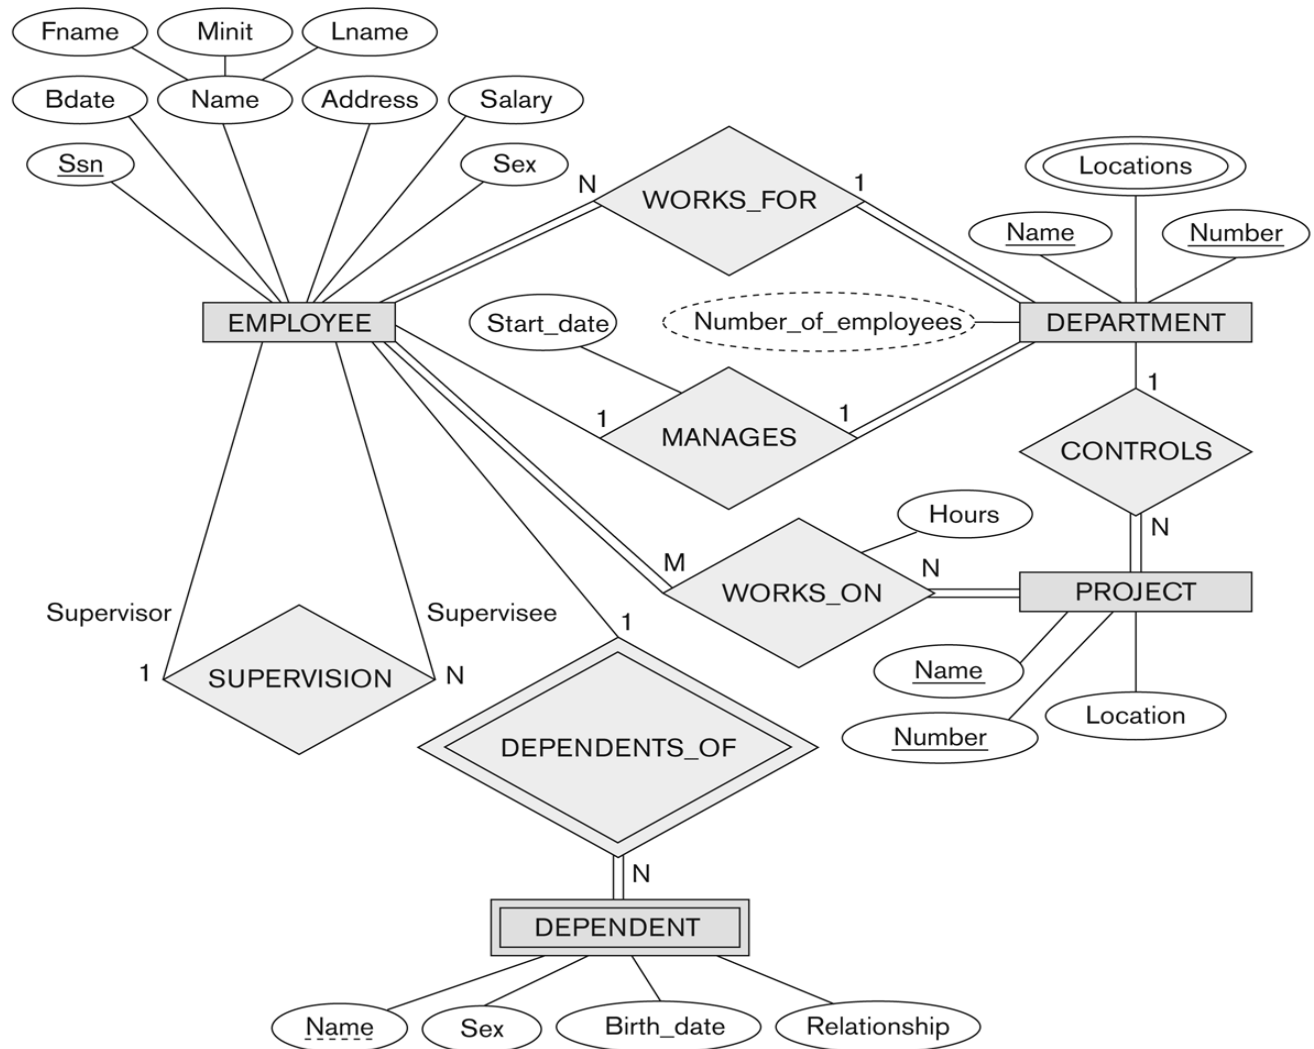 Fname
Minit
Lname
Bdate
Name
Address
Salary
Ssn
Sex
N
WORKS_FOR
1
Locations
Name
Number
EMPLOYEE
Start_date
Number_of_employees
DEPARTMENT
1
MANAGES
1
1
CONTROLS
N
Hours
M
WORKS_ON
N
PROJECT
Supervisor
Supervisee
1
SUPERVISION
N
1
Name
Number
Location
DEPENDENTS_OF
N
DEPENDENT
Name
Sex
Birth_date
Relationship